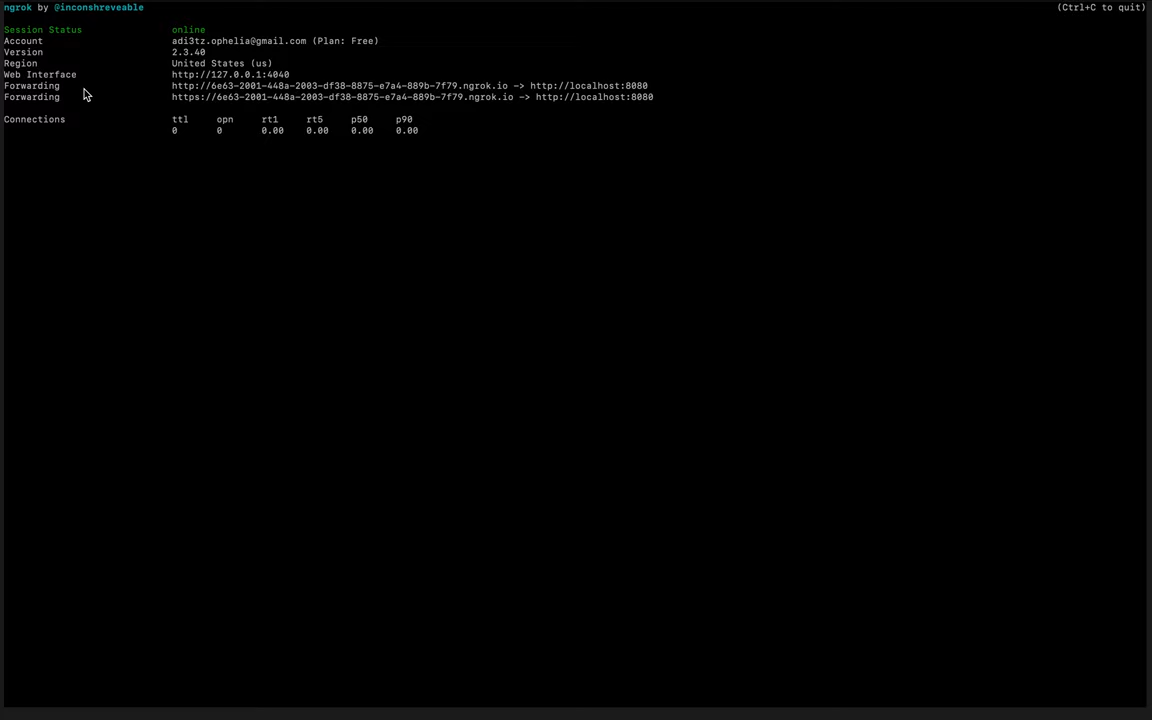 ngrok by @inconshreveable (Ctrl+C to quit)
Session Status online
Account adi3tz.ophelia@gmail.com (Plan: Free)
Version 2.3.40
Region United States (us)
Web Interface http://127.0.0.1:4040
Forwarding http://6e63-2001-448a-2003-df38-8875-e7a4-889b-7f79.ngrok.io -> http://localhost:8080
Forwarding https://6e63-2001-448a-2003-df38-8875-e7a4-889b-7f79.ngrok.io -> http://localhost:8080
Connections ttl opn rt1 rt5 p50 p90
0 0 0.00 0.00 0.00 0.00